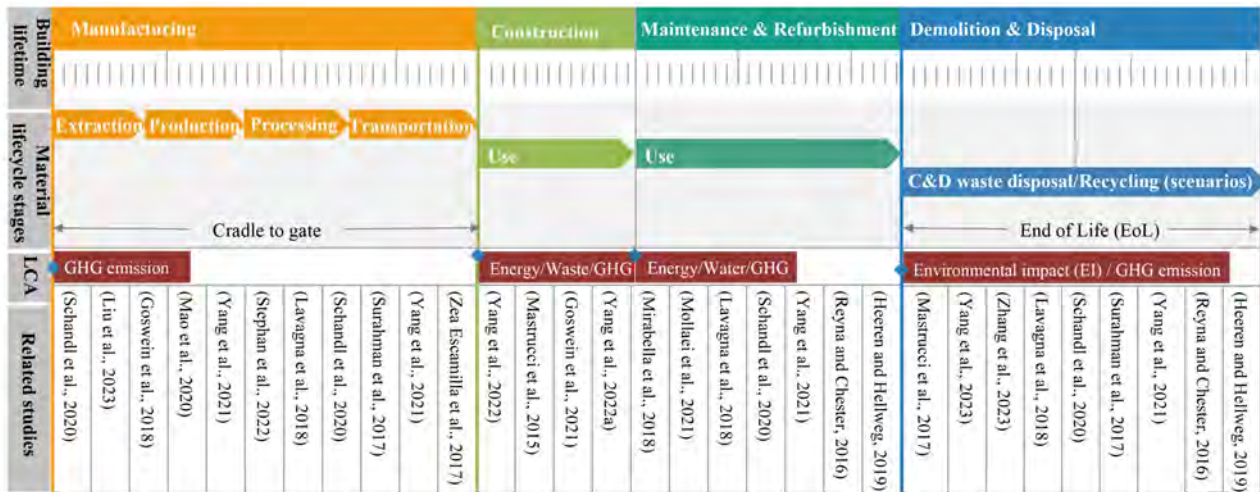 Building lifetime
Manufacturing
Construction
Maintenance & Refurbishment
Demolition & Disposal
Material lifecycle stages
Extraction
Production
Processing
Transportation
Use
Use
C&D waste disposal/Recycling (scenarios)
Cradle to gate
End of Life (EoL)
LCA
GHG emission
Energy/Waste/GHG
Energy/Water/GHG
Environmental impact (EI) / GHG emission
Related studies
(Schandl et al., 2020)
(Liu et al., 2023)
(Goswein et al., 2018)
(Mao et al., 2020)
(Yang et al., 2021)
(Stephan et al., 2022)
(Lavagna et al., 2018)
(Schandl et al., 2020)
(Surahman et al., 2017)
(Yang et al., 2021)
(Zea Escamilla et al., 2017)
(Yang et al., 2022)
(Mastrucci et al., 2015)
(Goswein et al., 2021)
(Yang et al., 2022a)
(Mirabella et al., 2018)
(Mollaei et al., 2021)
(Lavagna et al., 2018)
(Schandl et al., 2020)
(Yang et al., 2021)
(Reyna and Chester, 2016)
(Heeren and Hellweg, 2019)
(Mastrucci et al., 2017)
(Yang et al., 2023)
(Zhang et al., 2023)
(Lavagna et al., 2018)
(Schandl et al., 2020)
(Surahman et al., 2017)
(Yang et al., 2021)
(Reyna and Chester, 2016)
(Heeren and Hellweg, 2019)